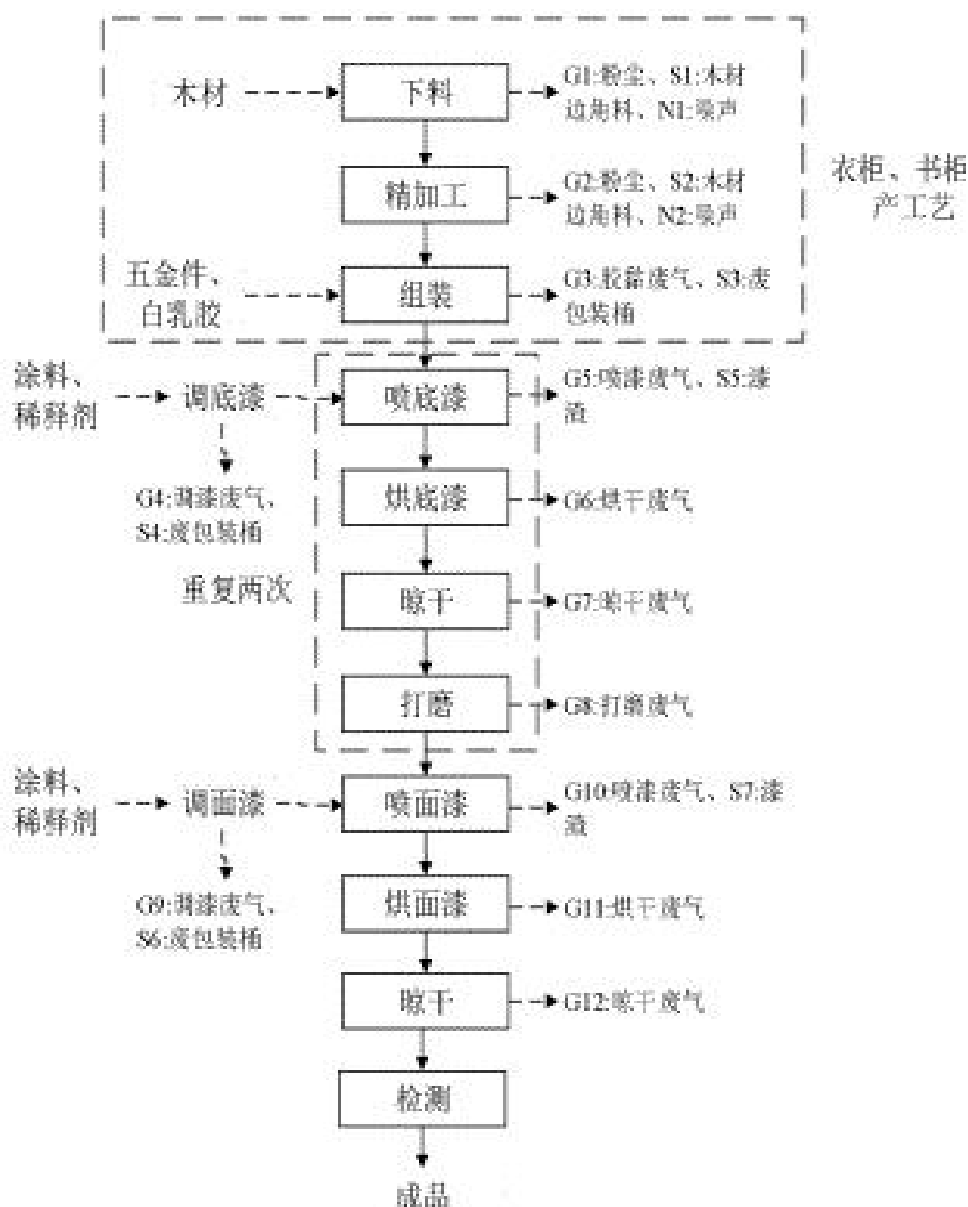 木材
下料
G1:粉尘、S1:木材
边角料、N1:噪声
精加工
G2:粉尘、S2:木材
边角料、N2:噪声
衣柜、书柜
产工艺
五金件、
白乳胶
组装
G3:胶黏废气、S3:废
包装桶
涂料、
稀释剂
调底漆
喷底漆
G5:喷漆废气、S5:漆
渣
G4:调漆废气、
S4:废包装桶
烘底漆
G6:烘干废气
重复两次
晾干
G7:晾干废气
打磨
G8:打磨废气
涂料、
稀释剂
调面漆
喷面漆
G10:喷漆废气、S7:漆
渣
G9:调漆废气、
S6:废包装桶
烘面漆
G11:烘干废气
晾干
G12:晾干废气
检测
成品